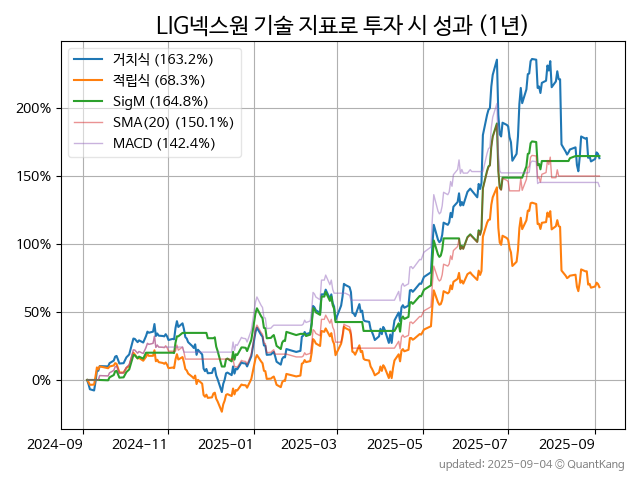 LIG넥스원 기술 지표로 투자 시 성과 (1년)
거치식 (163.2%)
적립식 (68.3%)
SigM (164.8%)
SMA(20) (150.1%)
MACD (142.4%)
200%
150%
100%
50%
0%
2024-09 2024-11 2025-01 2025-03 2025-05 2025-07 2025-09
updated: 2025-09-04 © QuantKang